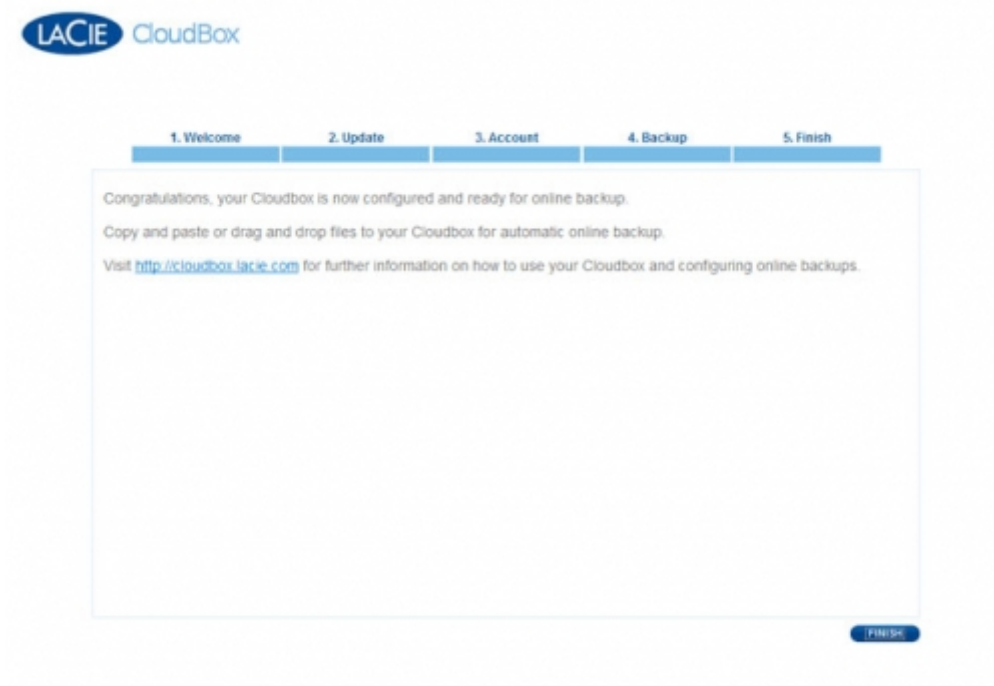 LACIE CloudBox
1. Welcome 2. Update 3. Account 4. Backup 5. Finish
Congratulations, your Cloudbox is now configured and ready for online backup.
Copy and paste or drag and drop files to your Cloudbox for automatic online backup.
Visit http://cloudbox.lacie.com for further information on how to use your Cloudbox and configuring online backups.
FINISH